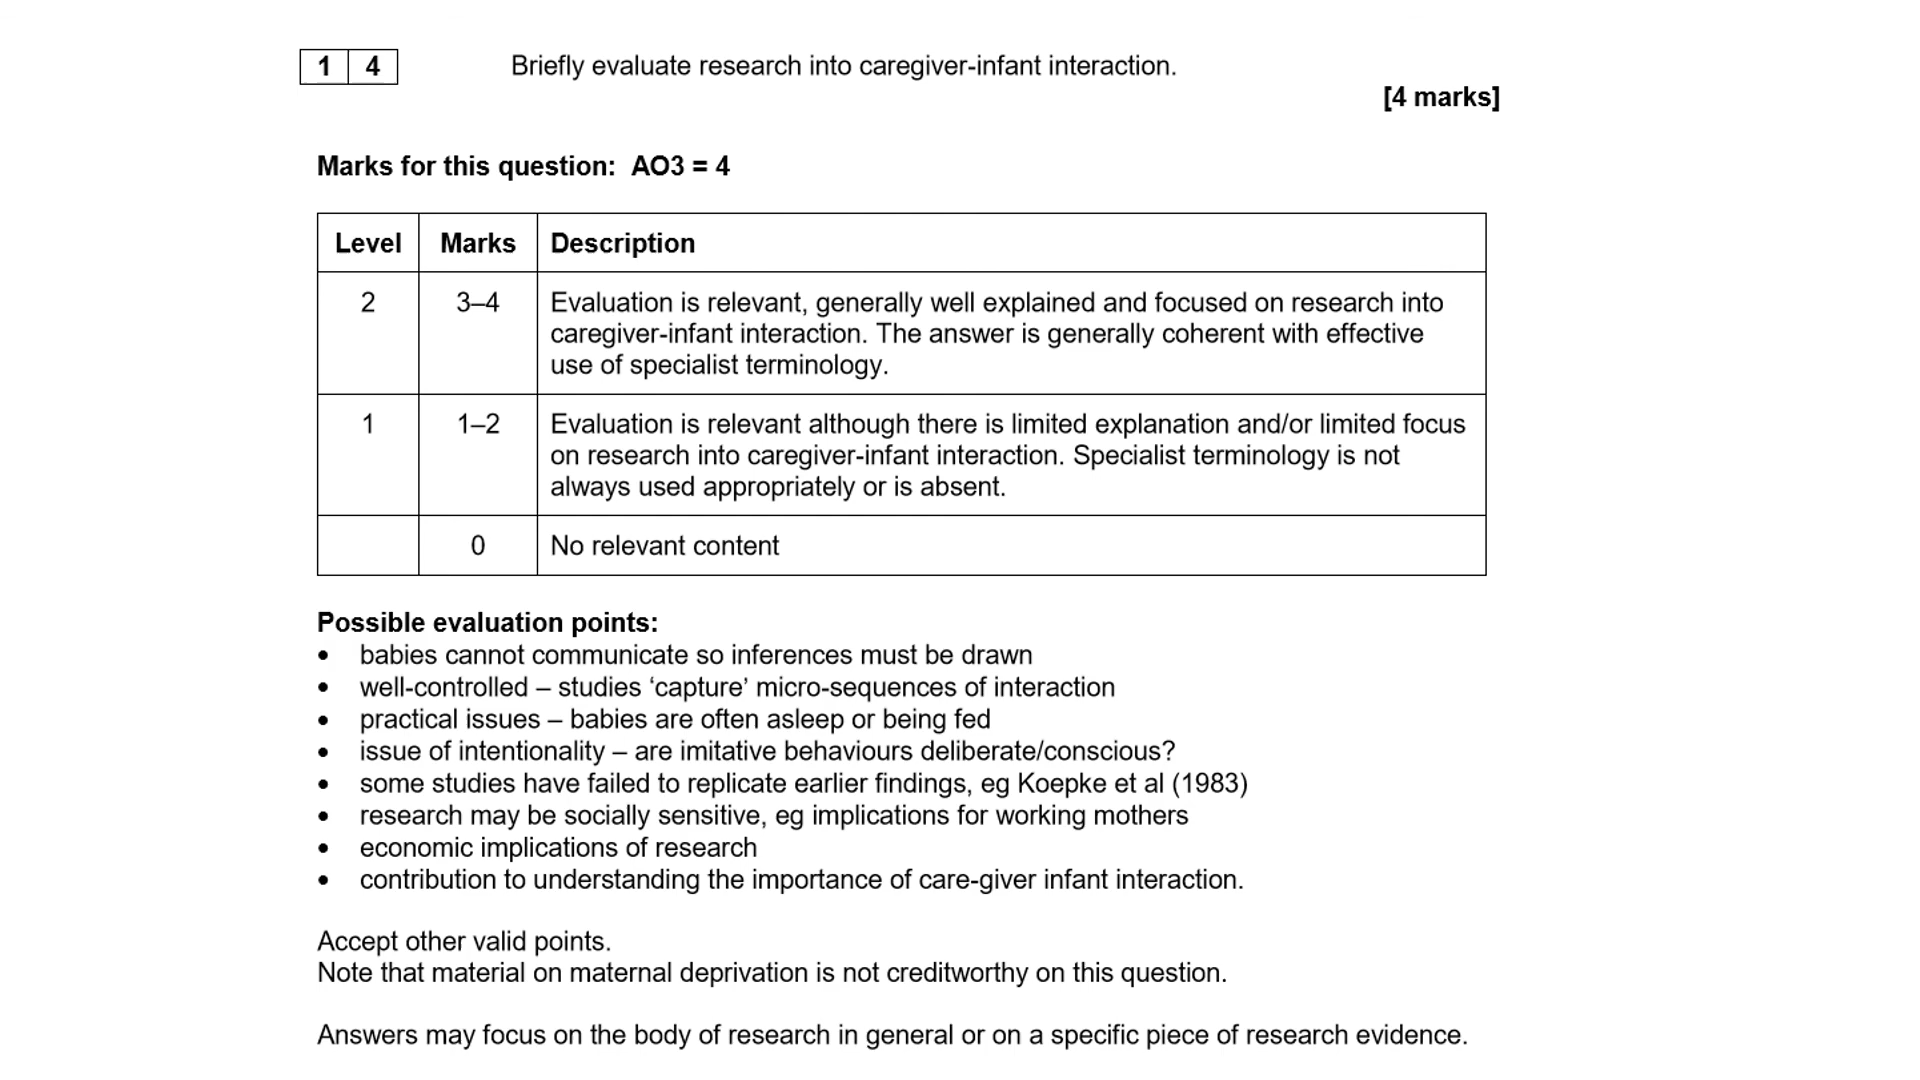 1 4 Briefly evaluate research into caregiver-infant interaction.
[4 marks]
Marks for this question: AO3 = 4
Level Marks Description
2 3–4 Evaluation is relevant, generally well explained and focused on research into
caregiver-infant interaction. The answer is generally coherent with effective
use of specialist terminology.
1 1–2 Evaluation is relevant although there is limited explanation and/or limited focus
on research into caregiver-infant interaction. Specialist terminology is not
always used appropriately or is absent.
0 No relevant content
Possible evaluation points:
• babies cannot communicate so inferences must be drawn
• well-controlled – studies ‘capture’ micro-sequences of interaction
• practical issues – babies are often asleep or being fed
• issue of intentionality – are imitative behaviours deliberate/conscious?
• some studies have failed to replicate earlier findings, eg Koepke et al (1983)
• research may be socially sensitive, eg implications for working mothers
• economic implications of research
• contribution to understanding the importance of care-giver infant interaction.
Accept other valid points.
Note that material on maternal deprivation is not creditworthy on this question.
Answers may focus on the body of research in general or on a specific piece of research evidence.